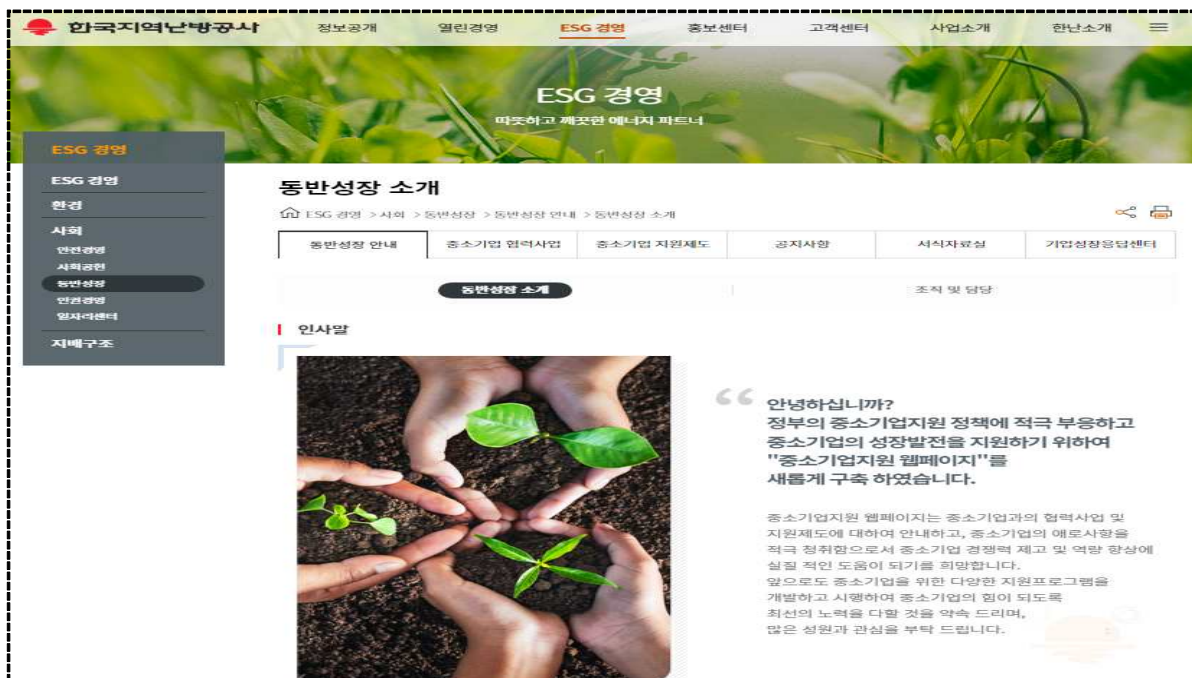 한국지역난방공사
정보공개
열린경영
ESG 경영
홍보센터
고객센터
사업소개
한난소개
ESG 경영
따뜻하고 깨끗한 에너지 파트너
ESG 경영
ESG 경영
환경
사회
안전경영
사회공헌
동반성장
인권경영
일자리센터
지배구조
동반성장 소개
ESG 경영 > 사회 > 동반성장 > 동반성장 안내 > 동반성장 소개
동반성장 안내
중소기업 협력사업
중소기업 지원제도
공지사항
서식자료실
기업성장응답센터
동반성장 소개
조직 및 담당
인사말
안녕하십니까?
정부의 중소기업지원 정책에 적극 부응하고
중소기업의 성장발전을 지원하기 위하여
"중소기업지원 웹페이지"를
새롭게 구축 하였습니다.
중소기업지원 웹페이지는 중소기업과의 협력사업 및
지원제도에 대하여 안내하고, 중소기업의 애로사항을
적극 청취함으로서 중소기업 경쟁력 제고 및 역량 향상에
실질 적인 도움이 되기를 희망합니다.
앞으로도 중소기업을 위한 다양한 지원프로그램을
개발하고 시행하여 중소기업의 힘이 되도록
최선의 노력을 다할 것을 약속 드리며,
많은 성원과 관심을 부탁 드립니다.